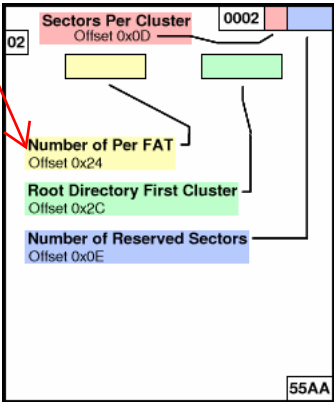 Sectors Per Cluster
Offset 0x0D
0002
02
Number of Per FAT
Offset 0x24
Root Directory First Cluster
Offset 0x2C
Number of Reserved Sectors
Offset 0x0E
55AA